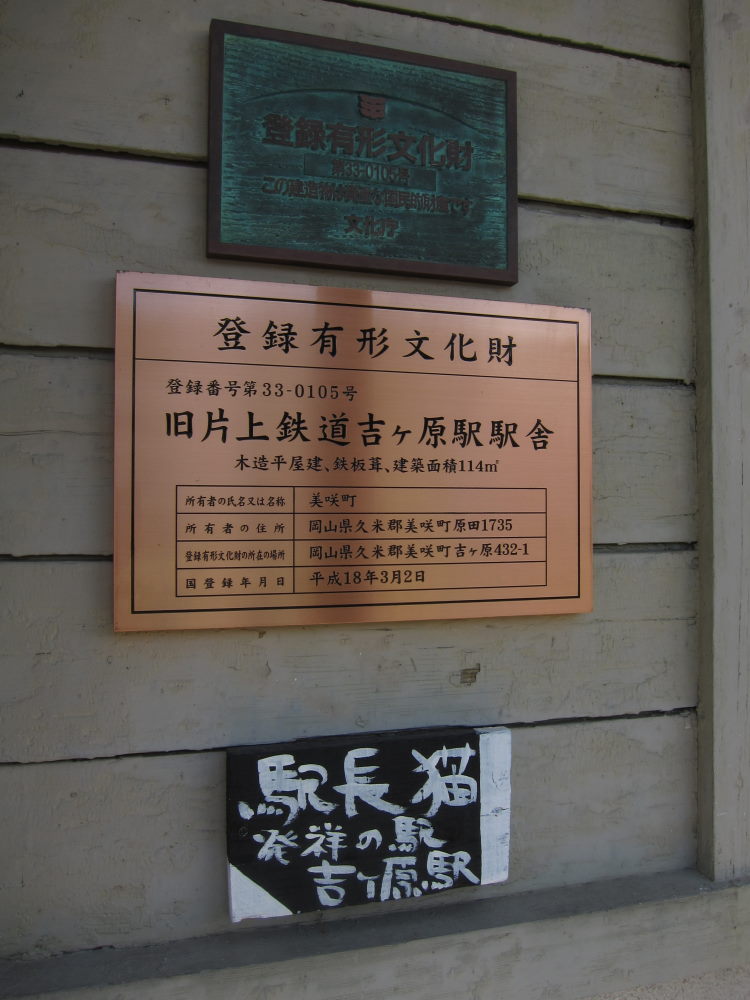 登録有形文化財
第33-0105号
この建造物は貴重な国民的財産です
文化庁
登録有形文化財
登録番号第33-0105号
旧片上鉄道吉ヶ原駅駅舎
木造平屋建、鉄板葺、建築面積114㎡
所有者の氏名又は名称 美咲町
所有者の住所 岡山県久米郡美咲町原田1735
登録有形文化財の所在の場所 岡山県久米郡美咲町吉ヶ原432-1
国登録年月日 平成18年3月2日
駅長猫
発祥の駅
吉ヶ原駅